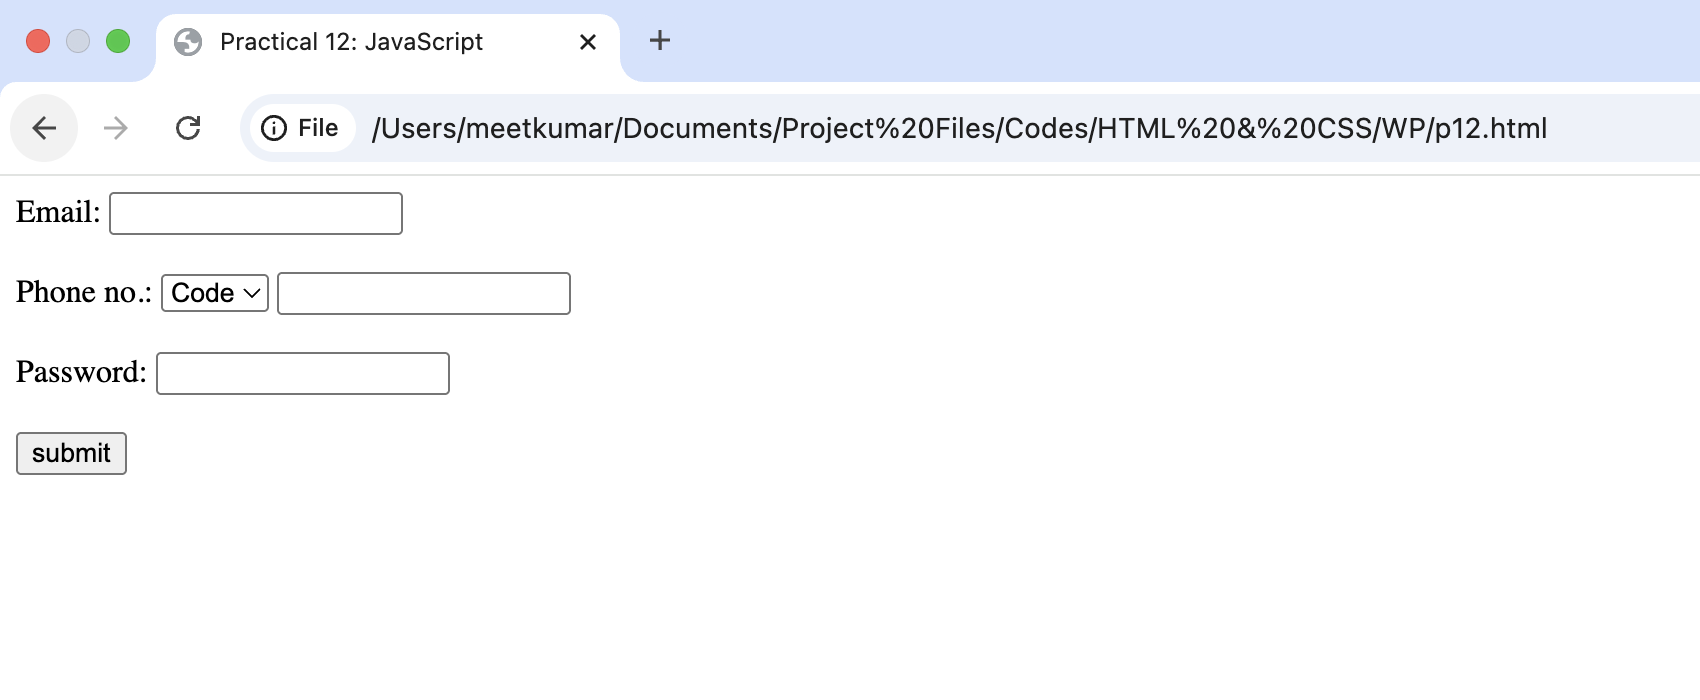 Practical 12: JavaScript
File /Users/meetkumar/Documents/Project%20Files/Codes/HTML%20&%20CSS/WP/p12.html
Email:
Phone no.: Code
Password:
submit